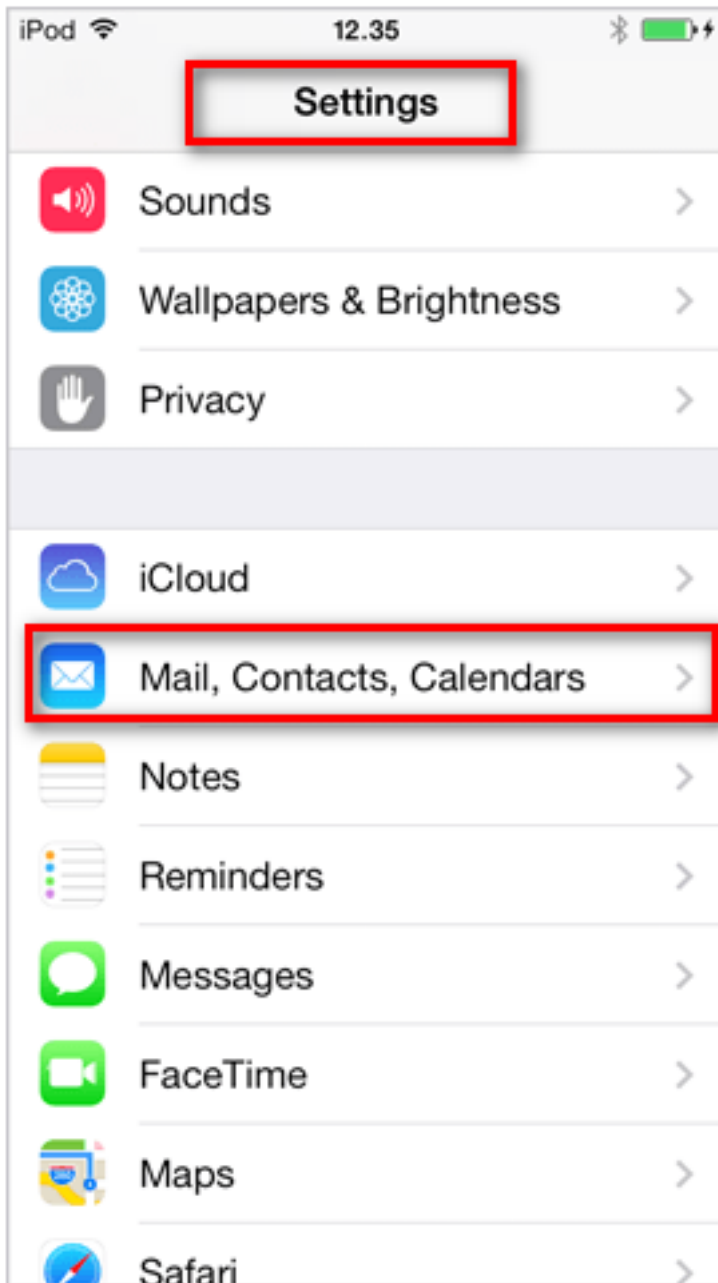 iPod 12.35
Settings
Sounds
Wallpapers & Brightness
Privacy
iCloud
Mail, Contacts, Calendars
Notes
Reminders
Messages
FaceTime
Maps
Safari